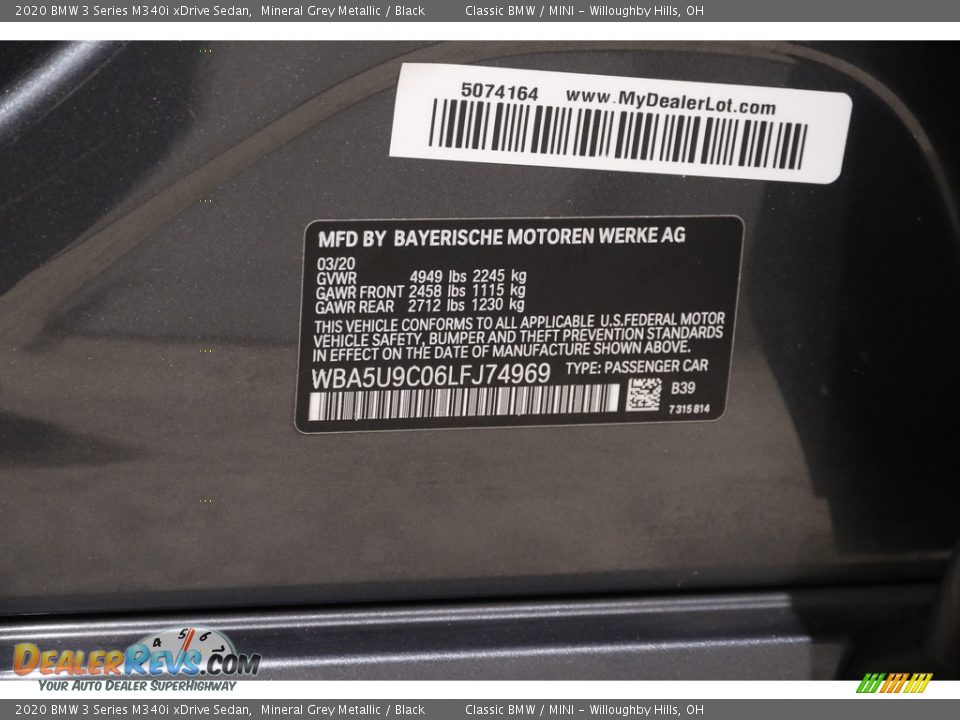 2020 BMW 3 Series M340i xDrive Sedan, Mineral Grey Metallic / Black Classic BMW / MINI - Willoughby Hills, OH
5074164 www.MyDealerLot.com
MFD BY BAYERISCHE MOTOREN WERKE AG
03/20
GVWR 4949 lbs 2245 kg
GAWR FRONT 2458 lbs 1115 kg
GAWR REAR 2712 lbs 1230 kg
THIS VEHICLE CONFORMS TO ALL APPLICABLE U.S.FEDERAL MOTOR
VEHICLE SAFETY, BUMPER AND THEFT PREVENTION STANDARDS
IN EFFECT ON THE DATE OF MANUFACTURE SHOWN ABOVE.
WBA5U9C06LFJ74969 TYPE: PASSENGER CAR
B39
7315814
4 5 6
DEALERREVS.COM
YOUR AUTO DEALER SUPERHIGHWAY
2020 BMW 3 Series M340i xDrive Sedan, Mineral Grey Metallic / Black Classic BMW / MINI - Willoughby Hills, OH